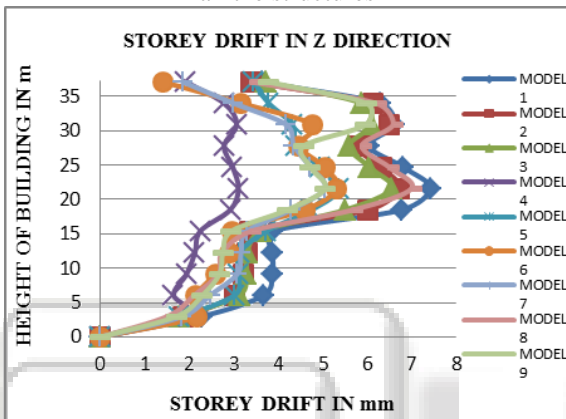 STOREY DRIFT IN Z DIRECTION
HEIGHT OF BUILDING IN m
35
30
25
20
15
10
5
0
0 1 2 3 4 5 6 7 8
STOREY DRIFT IN mm
MODEL 1
MODEL 2
MODEL 3
MODEL 4
MODEL 5
MODEL 6
MODEL 7
MODEL 8
MODEL 9